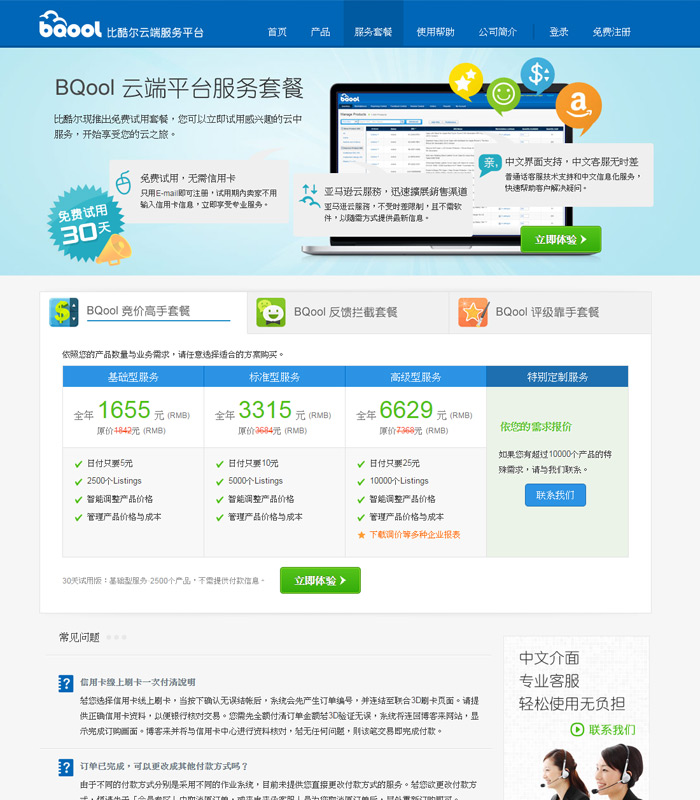 bqool 比酷尔云端服务平台
首页 产品 服务套餐 使用帮助 公司简介 登录 免费注册
BQool 云端平台服务套餐
比酷尔现推出免费试用套餐，您可以立即试用感兴趣的云中
服务，开始享受您的云之旅。
bqool
Manage Products
$
a
免费试用，无需信用卡
只用E-mail即可注册，试用期内卖家不用
输入信用卡信息，立即享受专业服务。
亚马逊云服务，迅速擴展銷售渠道
亚马逊云服务，不受时差限制，且不需软
件，以随需方式提供最新信息。
亲,
中文界面支持，中文客服无时差
普通话客服技术支持和中文信息化服务，
快速帮助客户解决疑问。
免费试用
30天
立即体验
BQool 竞价高手套餐
BQool 反馈拦截套餐
BQool 评级靠手套餐
依照您的产品数量与业务需求，请任意选择适合的方案购买。
基础型服务 标准型服务 高级型服务 特别定制服务
全年 1655 元 (RMB) 全年 3315 元 (RMB) 全年 6629 元 (RMB)
原价1842元 (RMB) 原价3684元 (RMB) 原价7368元 (RMB)
依您的需求报价
如果您有超过10000个产品的特
殊需求，请与我们联系。
联系我们
日付只要5元 日付只要10元 日付只要25元
2500个Listings 5000个Listings 10000个Listings
智能调整产品价格 智能调整产品价格 智能调整产品价格
管理产品价格与成本 管理产品价格与成本 管理产品价格与成本
下载调价等多种企业报表
30天试用版：基础型服务 2500个产品，不需提供付款信息。
立即体验
常见问题
信用卡線上刷卡一次付清說明
如您选择信用卡线上刷卡，当按下确认无误结帐后，系统会先产生订单编号，并连结至联合3D刷卡页面。请提
供正确信用卡资料，以便银行核对交易。您需先全额付清订单金额如3D验证无误，系统将连回博客来网站，显
示完成订购画面。博客来并将与信用卡中心进行资料核对，如无任何问题，则该笔交易即完成付款。
订单已完成，可以更改成其他付款方式吗？
由于不同的付款方式分别是采用不同的作业系统，目前未提供您直接更改付款方式的服务。如您欲更改付款方
中文介面
专业客服
轻松使用无负担
联系我们